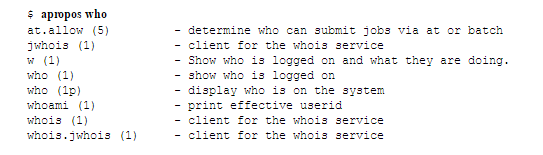 $ apropos who
at.allow (5) - determine who can submit jobs via at or batch
jwhois (1) - client for the whois service
w (1) - Show who is logged on and what they are doing.
who (1) - show who is logged on
who (1p) - display who is on the system
whoami (1) - print effective userid
whois (1) - client for the whois service
whois.jwhois (1) - client for the whois service